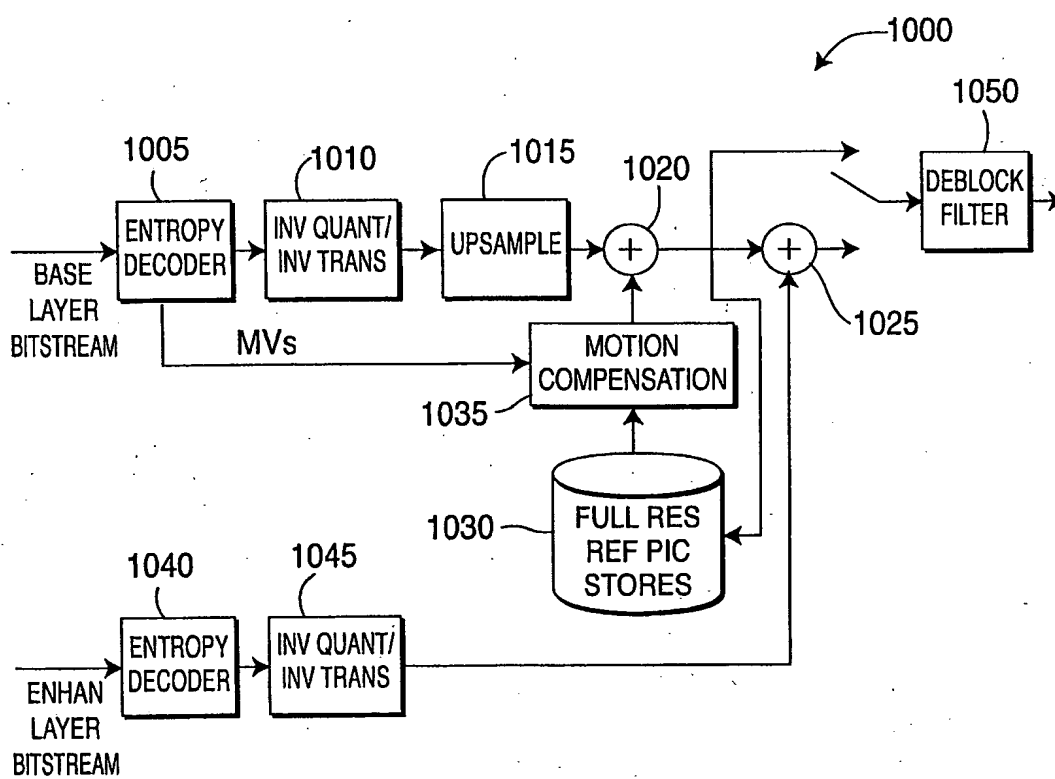 1000
1050
DEBLOCK
FILTER
1005
1010
1015
1020
ENTROPY
DECODER
INV QUANT/
INV TRANS
UPSAMPLE
+
+
1025
BASE
LAYER
BITSTREAM
MVs
MOTION
COMPENSATION
1035
1030
FULL RES
REF PIC
STORES
1040
1045
ENTROPY
DECODER
INV QUANT/
INV TRANS
ENHAN
LAYER
BITSTREAM